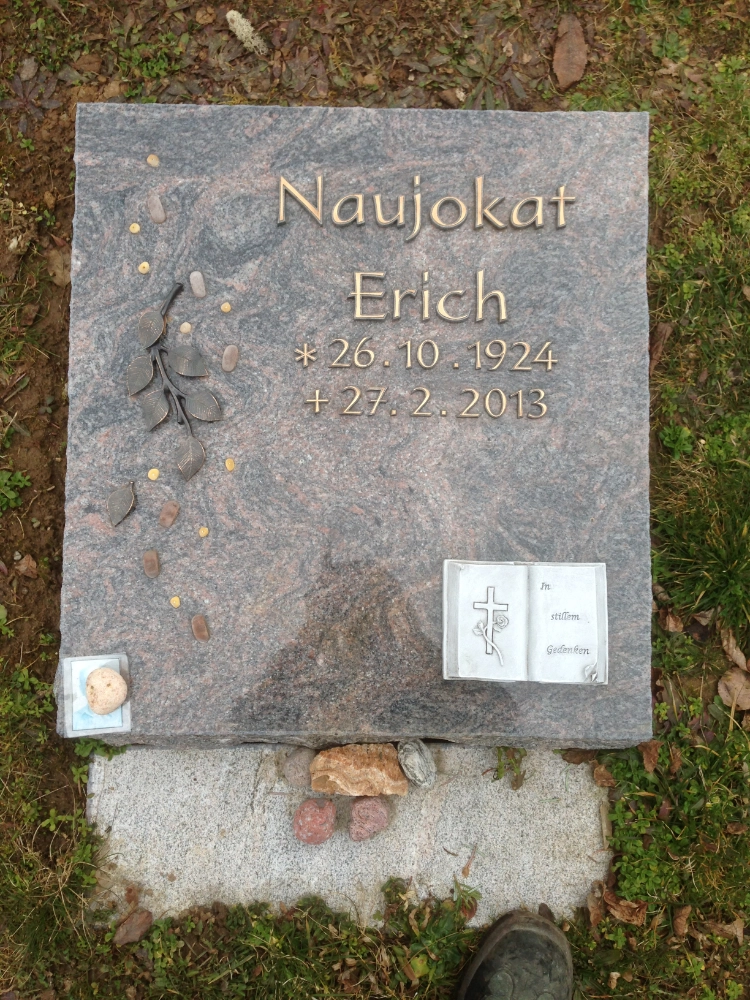 Naujokat
Erich
* 26.10.1924
+ 27.2.2013
In
stillem
Gedenken